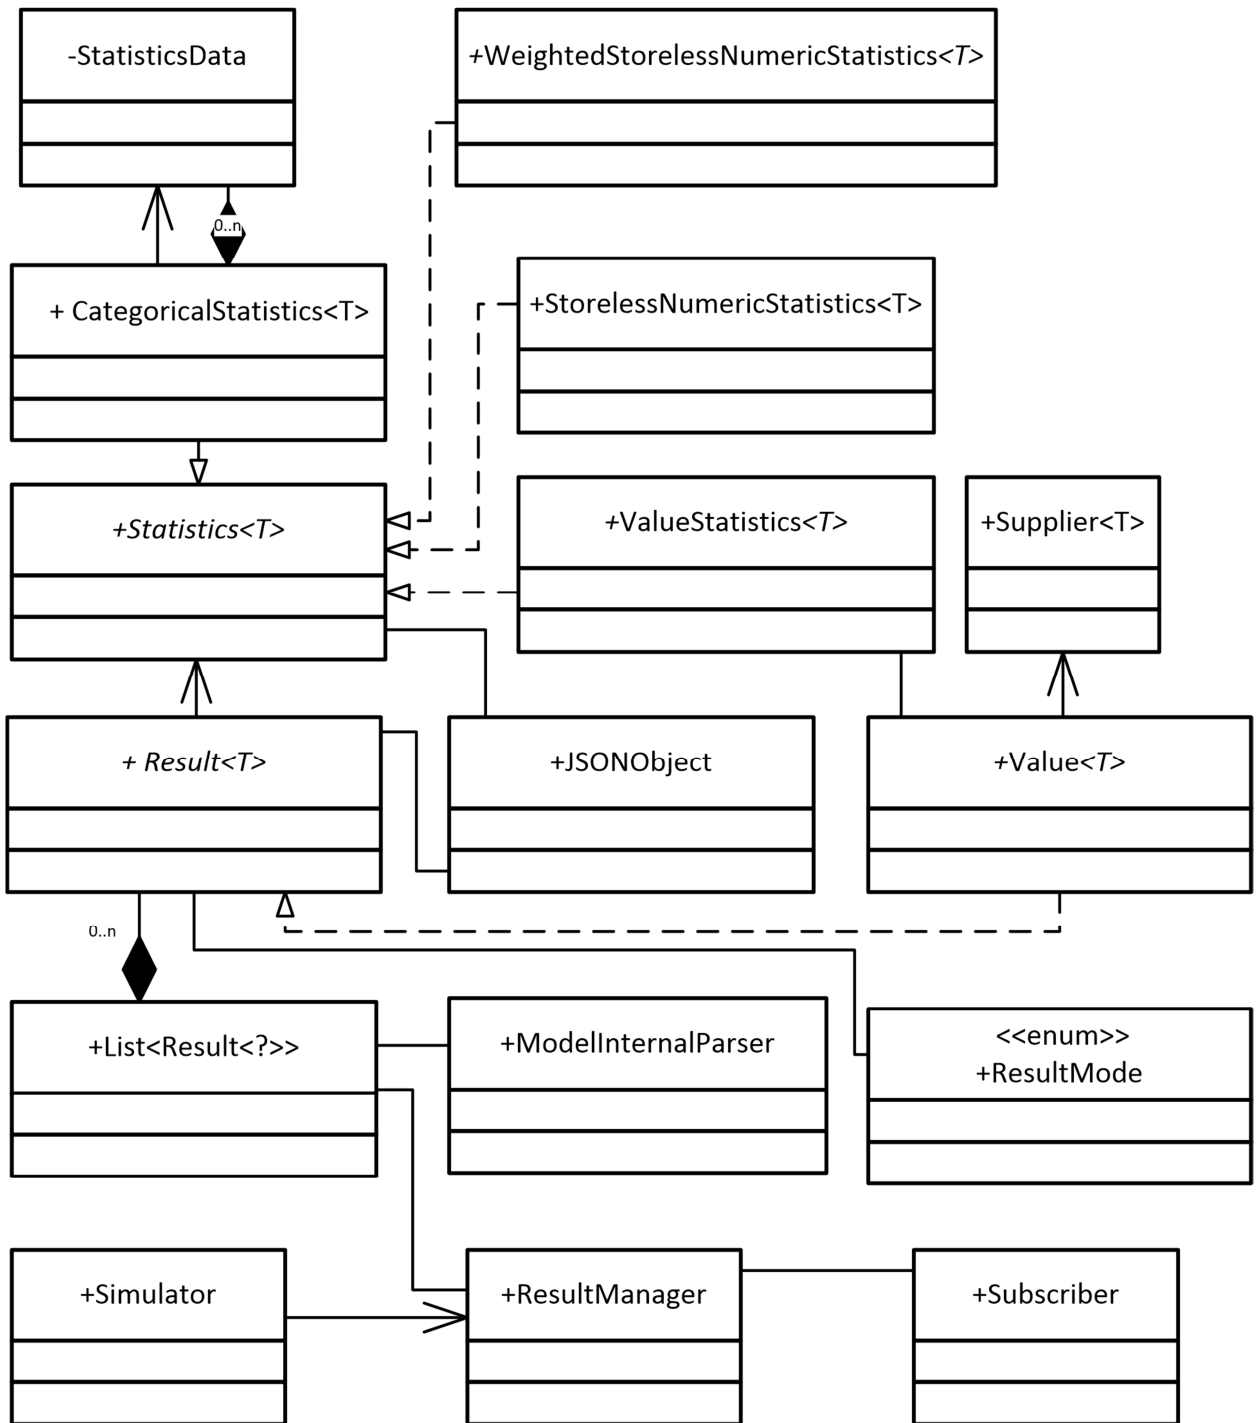 -StatisticsData
+WeightedStorelessNumericStatistics<T>
0..n
+ CategoricalStatistics<T>
+StorelessNumericStatistics<T>
+Statistics<T>
+ValueStatistics<T>
+Supplier<T>
+ Result<T>
+JSONObject
+Value<T>
0..n
+List<Result<?>>
+ModelInternalParser
<<enum>>
+ResultMode
+Simulator
+ResultManager
+Subscriber